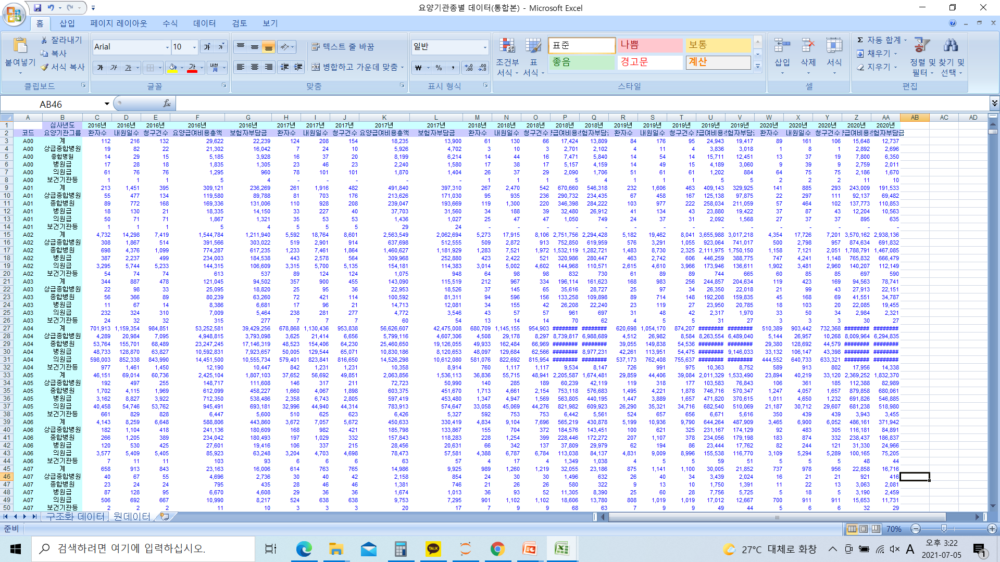 요양기관종별 데이터(통합본) - Microsoft Excel
홈 삽입 페이지 레이아웃 수식 데이터 검토 보기
붙여넣기 잘라내기 복사 서식 복사 클립보드
Arial 10 가 가 가 가 가 가 내천 글꼴
텍스트 줄 바꿈 병합하고 가운데 맞춤 맞춤
일반 ₩ % , 표시 형식
조건부 서식 표 서식 표준 나쁨 보통 좋음 경고문 계산 스타일
삽입 삭제 서식 셀
Σ 자동 합계 채우기 지우기 정렬 및 필터 찾기 및 선택 편집
AB46 fx
A B C D E F G H I J K L M N O P Q R S T U V W X Y Z AA AB AC AD
1 심사년도 2016년 2016년 2016년 2016년 2016년 2017년 2017년 2017년 2017년 2017년 2018년 2018년 2018년 2018년 2018년 2019년 2019년 2019년 2019년 2019년 2020년 2020년 2020년 2020년 2020년
2 코드 요양기관그룹 환자수 내원일수 청구건수 요양급여비용총액 보험자부담금 환자수 내원일수 청구건수 요양급여비용총액 보험자부담금 환자수 내원일수 청구건수 환자수 내원일수 청구건수 환자수 내원일수 청구건수
3 A00 계 112 216 132 29,622 22,239 124 208 154 18,235 13,900 61 130 66 17,424 13,809 84 176 95 24,943 19,417 89 161 106 15,648 12,737
4 A00 상급종합병원 19 82 22 21,302 16,042 7 24 10 5,926 4,702 3 10 3 2,701 2,102 4 11 4 3,836 3,018 1 8 1 2,892 2,696
5 A00 종합병원 14 29 15 5,185 3,928 16 37 20 8,199 6,214 14 44 16 7,471 5,840 14 54 14 15,711 12,451 13 37 19 7,800 6,350
6 A00 병원급 17 28 18 1,835 1,305 23 46 23 2,240 1,580 17 38 17 5,157 4,159 14 49 15 4,189 3,060 9 39 9 2,759 2,011
7 A00 의원급 61 76 76 1,295 960 78 101 101 1,870 1,404 26 37 29 2,090 1,706 51 61 61 1,202 884 64 75 75 2,186 1,670
8 A00 보건기관등 1 1 1 5 4 - - - - - 1 1 1 5 4 1 1 1 5 5 2 2 2 11 10
9 A01 계 213 1,451 395 309,121 236,269 261 1,916 482 491,840 397,310 267 2,470 542 670,660 546,318 232 1,606 463 409,143 329,925 141 885 293 243,009 191,533
10 A01 상급종합병원 55 477 134 119,580 89,788 81 703 176 213,626 171,030 95 935 236 290,732 234,435 67 458 167 125,138 97,875 22 297 111 92,137 69,482
11 A01 종합병원 89 772 168 169,336 131,006 110 928 208 239,047 193,669 119 1,300 220 346,398 284,222 103 977 222 258,034 211,059 57 464 102 137,773 110,853
12 A01 병원급 18 130 21 18,335 14,150 33 227 40 37,703 31,560 34 188 39 32,480 26,912 41 134 43 23,880 19,422 37 87 43 12,204 10,563
13 A01 의원급 50 71 71 1,867 1,321 35 53 53 1,436 1,027 25 47 47 1,050 749 24 37 31 2,092 1,568 27 37 37 895 635
14 A01 보건기관등 1 1 1 5 4 5 5 5 29 24 - - - - - - - - - - - - - - -
15 A02 계 4,732 14,298 7,419 1,544,784 1,211,940 5,592 18,764 8,601 2,563,549 2,062,694 5,273 17,915 8,106 2,751,756 2,294,428 5,182 19,462 8,041 3,655,988 3,017,218 4,354 17,726 7,201 3,570,162 2,938,136
16 A02 상급종합병원 308 1,867 514 391,566 303,022 519 2,901 914 637,698 512,555 509 2,872 913 752,850 619,959 576 3,291 1,055 923,064 741,017 500 2,798 957 874,634 691,832
17 A02 종합병원 698 4,376 1,099 774,287 617,235 1,233 7,461 1,864 1,460,627 1,181,929 1,283 7,521 1,972 1,532,119 1,282,721 1,483 8,730 2,325 2,111,975 1,750,150 1,158 7,121 2,051 1,788,791 1,467,085
18 A02 병원급 387 2,237 499 234,003 184,538 443 2,578 564 309,968 252,880 423 2,422 521 320,986 280,447 463 2,742 606 446,259 388,775 747 4,241 1,148 765,832 666,479
19 A02 의원급 3,295 5,744 5,233 144,315 106,609 3,315 5,700 5,135 154,181 114,383 3,014 5,002 4,602 144,968 110,571 2,615 4,610 3,966 173,946 136,611 1,902 3,481 2,960 140,207 112,149
20 A02 보건기관등 54 74 74 613 537 89 124 124 1,075 948 64 98 98 832 730 61 89 89 744 665 60 85 85 697 590
21 A03 계 344 887 478 121,045 94,502 357 900 455 143,090 115,519 212 967 334 196,114 161,623 168 983 256 244,857 204,634 119 423 169 94,563 78,741
22 A03 상급종합병원 22 98 33 25,095 18,820 25 95 36 22,953 18,526 37 145 65 35,616 28,727 25 97 34 26,350 22,018 21 99 43 27,913 22,151
23 A03 종합병원 56 366 89 80,239 63,260 72 421 114 100,592 81,311 94 596 156 133,258 109,898 89 714 148 192,208 159,835 45 168 69 41,551 34,787
24 A03 병원급 11 67 14 8,386 6,681 17 96 21 14,713 12,081 34 155 42 26,208 22,240 23 119 27 23,950 20,785 18 103 20 22,085 19,455
25 A03 의원급 232 324 310 7,009 5,464 238 281 277 4,772 3,546 43 57 57 961 697 31 48 42 2,317 1,970 33 50 34 2,984 2,321
26 A03 보건기관등 24 32 32 315 277 7 7 7 60 54 13 14 14 70 62 4 5 5 31 27 3 3 3 30 27
27 A04 계 701,913 1,159,354 984,851 53,252,581 39,429,256 678,868 1,130,436 953,838 56,626,607 42,475,008 680,709 1,145,155 954,903 ######## ######## 620,698 1,054,170 874,207 ######## ######## 510,389 903,442 732,368 ######## ########
28 A04 상급종합병원 4,289 20,984 7,095 4,948,815 3,793,098 3,625 21,414 6,656 5,799,116 4,607,306 4,508 29,178 8,297 8,739,817 6,988,689 4,512 26,982 8,584 8,263,554 6,489,040 5,144 26,957 10,268 8,009,964 6,294,835
29 A04 종합병원 53,764 155,701 68,489 23,247,245 17,146,319 48,523 154,406 64,230 25,460,650 19,126,055 49,933 162,484 66,969 ######## ######## 39,055 149,838 54,536 ######## ######## 29,380 128,692 44,579 ######## ########
30 A04 병원급 48,733 128,870 63,827 10,592,831 7,923,657 50,005 129,544 65,071 10,830,186 8,120,653 48,097 129,684 62,566 ######## 8,977,231 42,261 113,951 54,475 ######## 9,146,033 33,132 106,147 43,398 ######## ########
31 A04 의원급 598,003 852,338 843,990 14,451,500 10,555,734 579,401 823,841 816,650 14,526,298 10,612,080 581,076 822,692 815,954 ######## ######## 537,173 762,408 755,637 ######## ######## 444,552 640,733 633,321 ######## ########
32 A04 보건기관등 977 1,461 1,450 12,190 10,447 842 1,231 1,231 10,358 8,914 760 1,117 1,117 9,534 8,147 726 991 975 10,363 8,752 589 913 802 17,956 14,338
33 A05 계 46,151 69,014 60,736 2,425,104 1,807,103 37,652 56,692 49,851 2,063,856 1,536,113 36,836 55,715 48,941 2,205,587 1,674,481 29,859 44,406 39,084 2,011,329 1,533,490 23,894 40,219 33,120 2,369,252 1,832,370
34 A05 상급종합병원 192 497 255 148,717 111,608 146 317 211 72,723 50,990 140 285 189 60,239 42,119 119 318 177 103,583 76,843 106 361 185 112,388 82,989
35 A05 종합병원 1,702 4,115 1,969 612,099 458,227 1,660 4,067 1,898 603,375 451,670 1,713 4,661 2,154 753,118 576,683 1,495 4,221 1,878 746,716 570,347 1,247 4,057 1,657 879,858 680,061
36 A05 병원급 3,162 8,827 3,922 712,350 538,486 2,358 6,743 2,805 597,419 453,480 1,347 4,947 1,569 563,805 440,195 1,447 3,889 1,657 471,820 370,615 1,011 4,650 1,232 691,826 546,885
37 A05 의원급 40,458 54,746 53,762 945,491 693,181 32,996 44,940 44,314 783,913 574,647 33,058 45,069 44,276 821,982 609,923 26,290 35,321 34,716 682,540 510,069 21,187 30,712 29,607 681,238 518,980
38 A05 보건기관등 661 829 828 6,447 5,600 510 625 623 6,426 5,327 592 753 753 6,442 5,561 524 657 656 6,671 5,616 350 439 439 3,943 3,455
39 A06 계 4,143 8,259 6,648 588,806 443,860 3,672 7,057 5,672 450,633 330,419 4,834 9,104 7,696 565,219 430,878 5,199 10,936 9,790 644,264 487,909 3,465 6,900 6,052 486,161 371,942
40 A06 상급종합병원 182 1,104 418 241,136 180,609 168 982 421 185,798 133,867 155 704 372 184,576 143,451 100 621 325 231,167 174,129 92 483 305 116,181 84,891
41 A06 종합병원 266 1,205 389 234,042 180,493 197 1,029 332 157,843 118,283 228 1,254 399 228,446 172,272 207 1,107 378 234,056 179,198 183 874 332 238,437 186,837
42 A06 병원급 120 530 425 27,601 19,416 106 337 215 28,456 20,631 66 342 137 37,809 29,979 62 194 86 23,444 17,762 82 244 121 31,330 24,966
43 A06 의원급 3,577 5,409 5,405 85,923 63,248 3,204 4,703 4,698 78,473 57,581 4,388 6,787 6,784 113,038 84,137 4,831 9,009 8,996 155,538 116,770 3,109 5,294 5,289 100,165 75,205
44 A06 보건기관등 7 11 11 103 93 6 6 6 63 57 4 17 4 1,349 1,038 4 5 5 59 51 5 5 5 48 44
45 A07 계 658 913 843 23,163 16,006 614 763 765 14,986 9,925 989 1,260 1,219 32,055 23,186 875 1,141 1,100 30,005 21,852 737 978 956 22,858 16,716
46 A07 상급종합병원 40 67 55 4,696 2,736 30 40 42 2,158 854 24 30 30 1,496 632 26 40 34 3,439 2,024 16 21 21 921 416
47 A07 종합병원 23 24 24 795 435 28 46 46 1,381 746 21 26 26 580 322 9 13 10 1,750 1,391 11 22 13 3,063 2,081
48 A07 병원급 87 128 95 6,670 4,608 29 36 36 1,674 1,013 36 93 52 11,305 8,390 25 60 28 7,756 5,725 5 18 5 3,190 2,459
49 A07 의원급 506 692 667 10,990 8,217 524 638 638 9,753 7,295 901 1,102 1,102 18,606 13,780 808 1,019 1,019 17,012 12,667 700 911 911 15,653 11,731
50 A07 보건기관등 2 2 2 11 10 3 3 3 20 17 7 9 9 68 63 7 9 9 49 44 5 6 6 32 29
구조화 데이터 원데이터
준비 70%
검색하려면 여기에 입력하십시오. TALK 27°C 대체로 화창 A 오후 3:22
2021-07-05 1